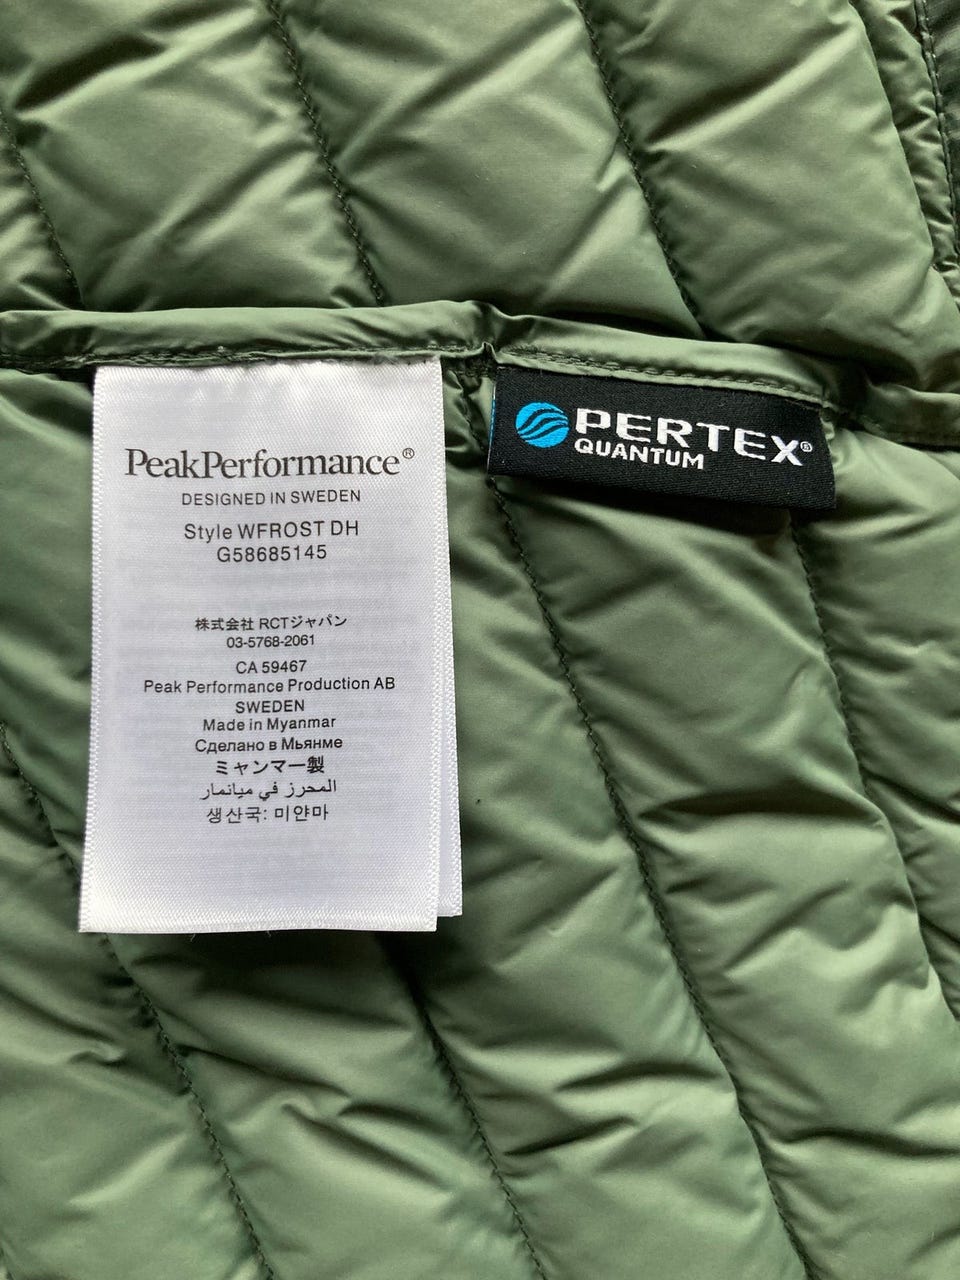 PeakPerformance®
DESIGNED IN SWEDEN
Style WFROST DH
G58685145
株式会社 RCTジャパン
03-5768-2061
CA 59467
Peak Performance Production AB
SWEDEN
Made in Myanmar
Сделано в Мьянме
ミャンマー製
المحرز في ميانمار
생산국: 미얀마
PERTEX®
QUANTUM